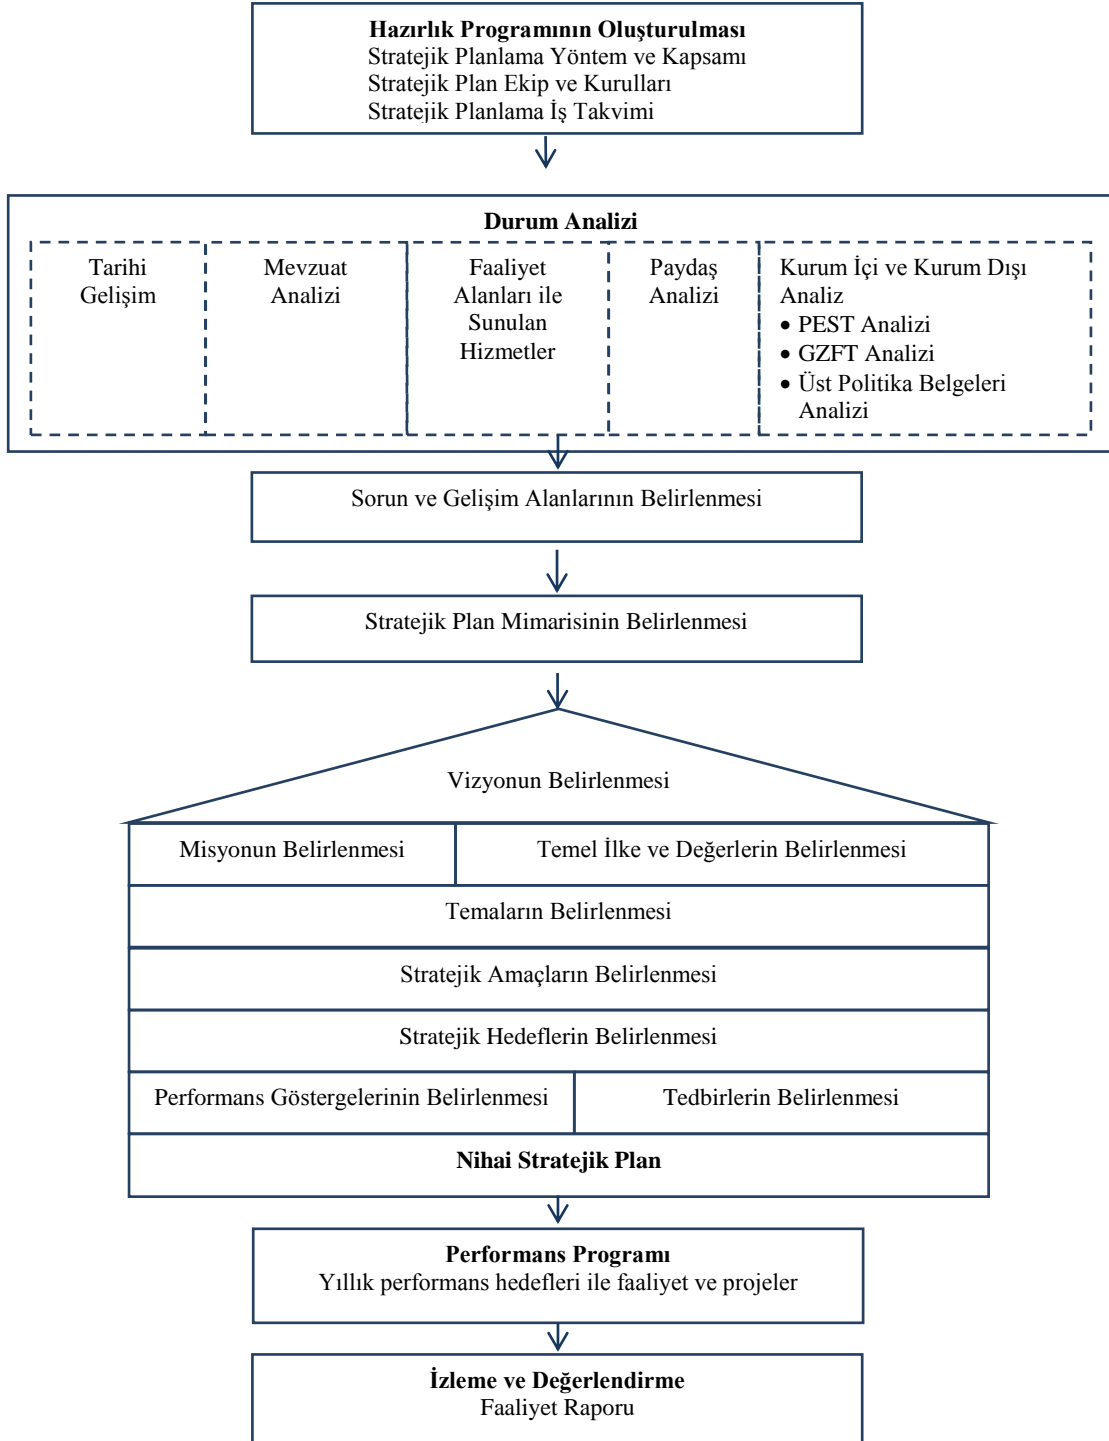 Hazırlık Programının Oluşturulması
Stratejik Planlama Yöntem ve Kapsamı
Stratejik Plan Ekip ve Kurulları
Stratejik Planlama İş Takvimi
Durum Analizi
Tarihi
Gelişim
Mevzuat
Analizi
Faaliyet
Alanları ile
Sunulan
Hizmetler
Paydaş
Analizi
Kurum İçi ve Kurum Dışı
Analiz
• PEST Analizi
• GZFT Analizi
• Üst Politika Belgeleri
Analizi
Sorun ve Gelişim Alanlarının Belirlenmesi
Stratejik Plan Mimarisinin Belirlenmesi
Vizyonun Belirlenmesi
Misyonun Belirlenmesi
Temel İlke ve Değerlerin Belirlenmesi
Temaların Belirlenmesi
Stratejik Amaçların Belirlenmesi
Stratejik Hedeflerin Belirlenmesi
Performans Göstergelerinin Belirlenmesi
Tedbirlerin Belirlenmesi
Nihai Stratejik Plan
Performans Programı
Yıllık performans hedefleri ile faaliyet ve projeler
İzleme ve Değerlendirme
Faaliyet Raporu